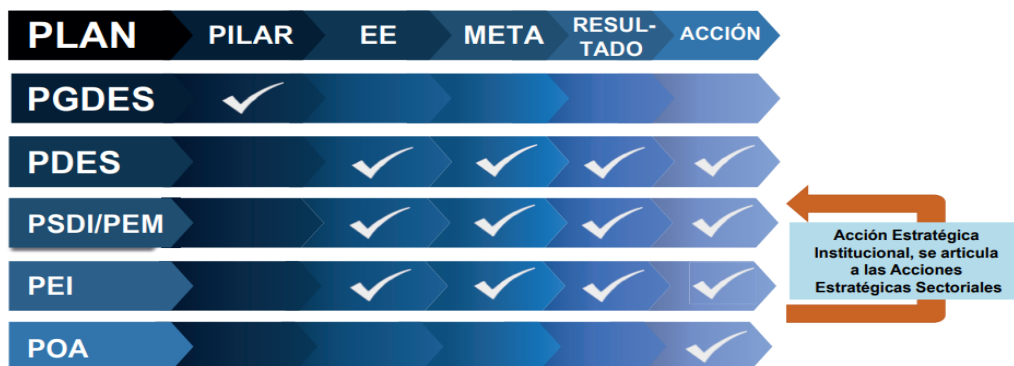 PLAN PILAR EE META RESUL-
TADO ACCIÓN
PGDES
PDES
PSDI/PEM
PEI
POA
Acción Estratégica
Institucional, se articula
a las Acciones
Estratégicas Sectoriales